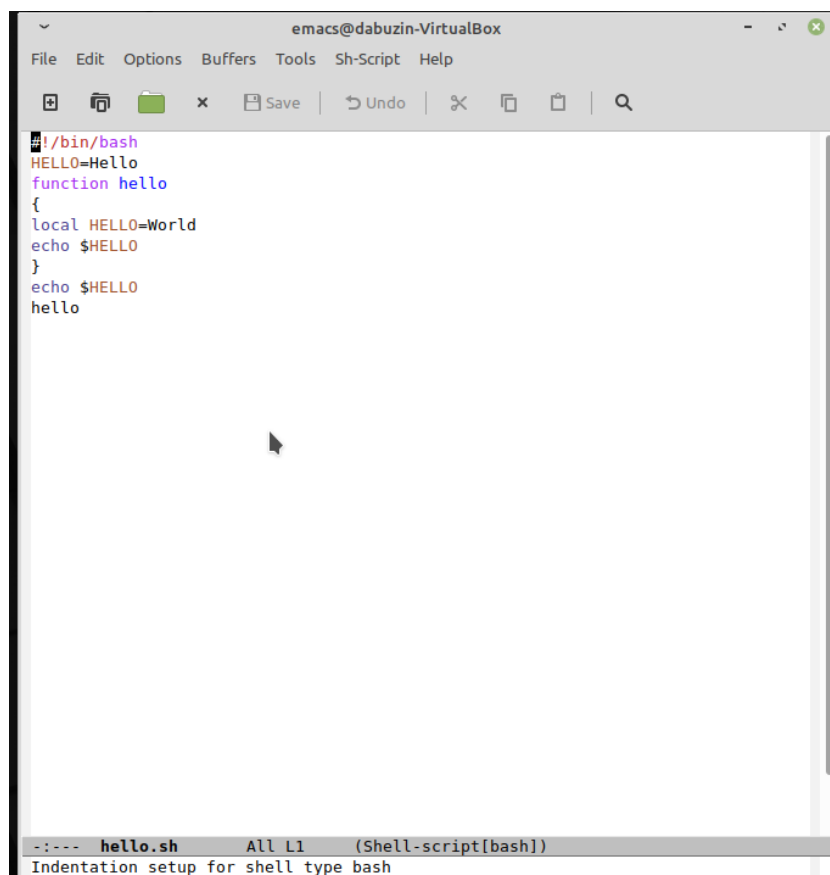 emacs@dabuzin-VirtualBox
File Edit Options Buffers Tools Sh-Script Help
Save Undo
#!/bin/bash
HELLO=Hello
function hello
{
local HELLO=World
echo $HELLO
}
echo $HELLO
hello
-:--- hello.sh All L1 (Shell-script[bash])
Indentation setup for shell type bash